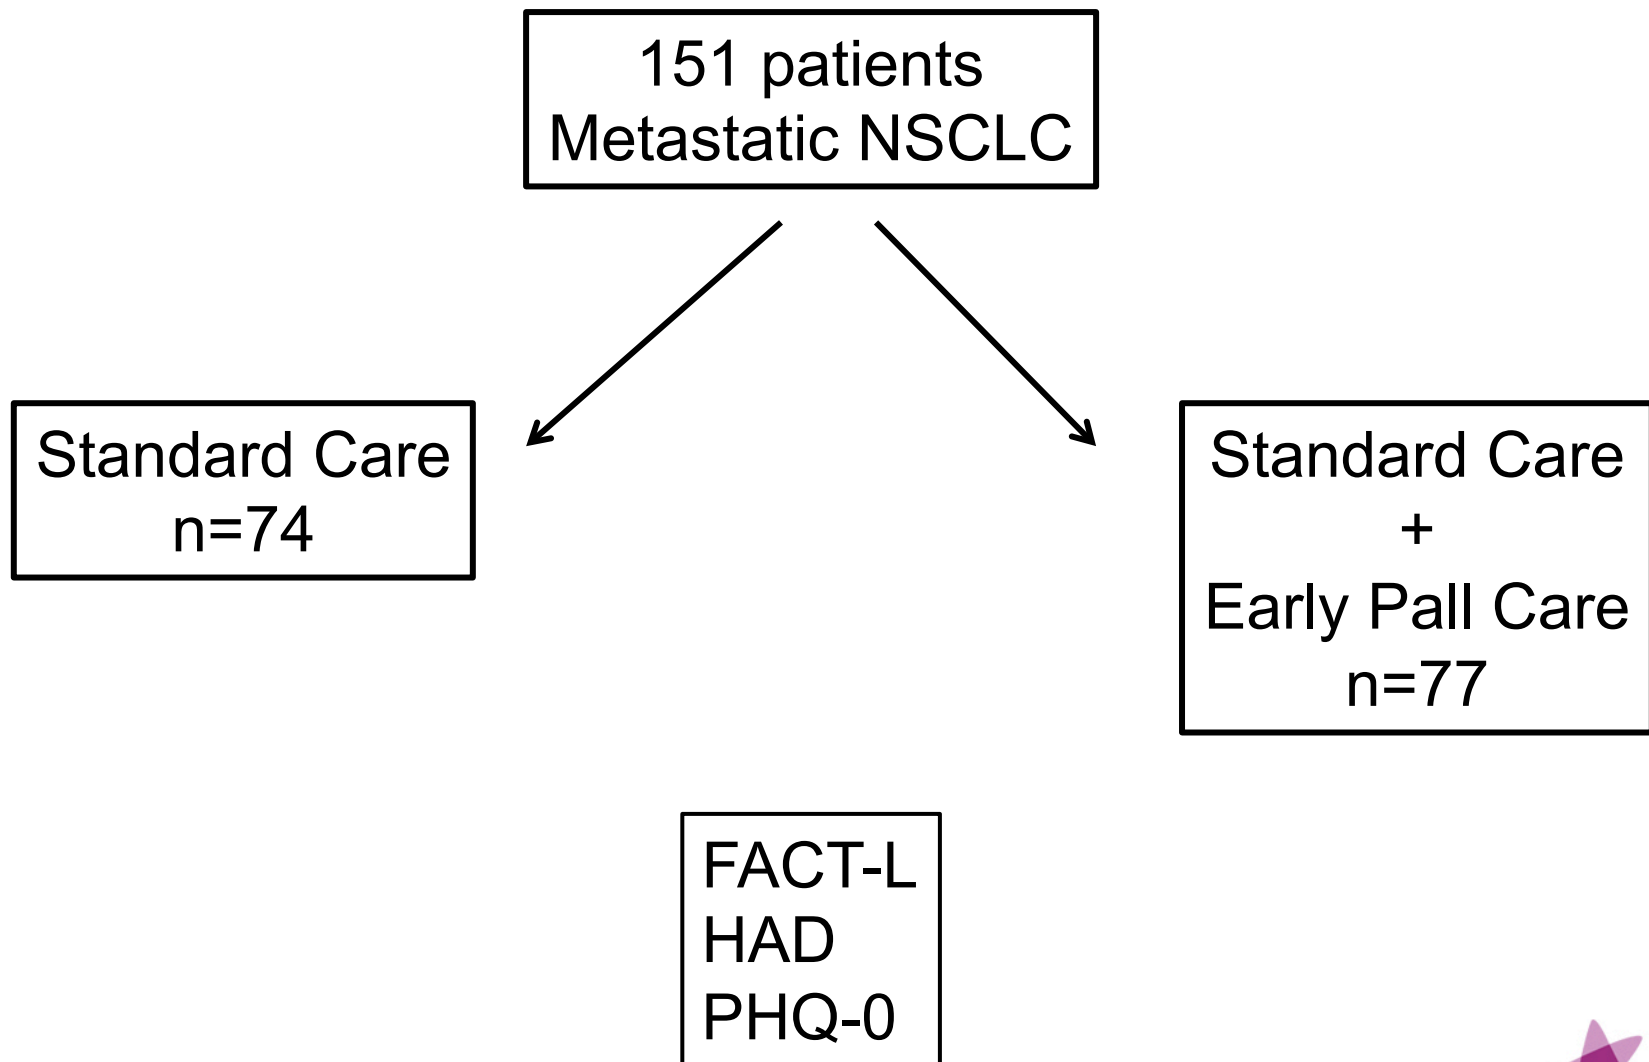 151 patients
Metastatic NSCLC
Standard Care
n=74
Standard Care
+
Early Pall Care
n=77
FACT-L
HAD
PHQ-0